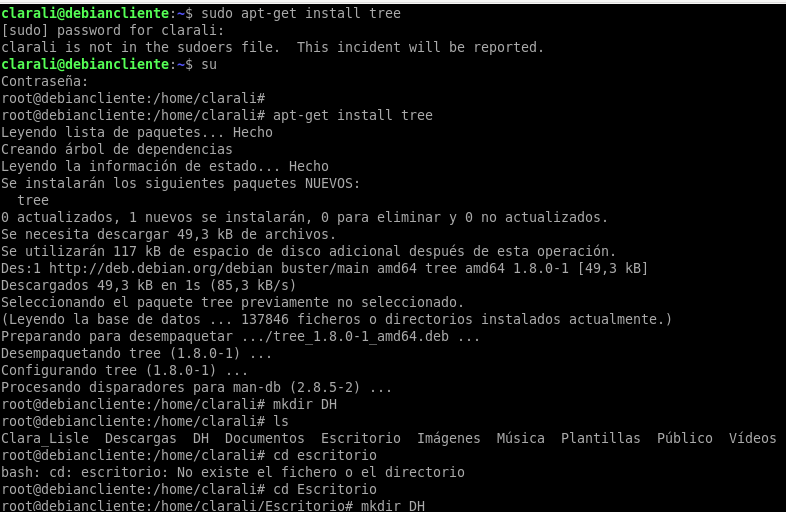 clarali@debiancliente:~$ sudo apt-get install tree
[sudo] password for clarali:
clarali is not in the sudoers file.  This incident will be reported.
clarali@debiancliente:~$ su
Contraseña:
root@debiancliente:/home/clarali#
root@debiancliente:/home/clarali# apt-get install tree
Leyendo lista de paquetes... Hecho
Creando árbol de dependencias
Leyendo la información de estado... Hecho
Se instalarán los siguientes paquetes NUEVOS:
  tree
0 actualizados, 1 nuevos se instalarán, 0 para eliminar y 0 no actualizados.
Se necesita descargar 49,3 kB de archivos.
Se utilizarán 117 kB de espacio de disco adicional después de esta operación.
Des:1 http://deb.debian.org/debian buster/main amd64 tree amd64 1.8.0-1 [49,3 kB]
Descargados 49,3 kB en 1s (85,3 kB/s)
Seleccionando el paquete tree previamente no seleccionado.
(Leyendo la base de datos ... 137846 ficheros o directorios instalados actualmente.)
Preparando para desempaquetar .../tree_1.8.0-1_amd64.deb ...
Desempaquetando tree (1.8.0-1) ...
Configurando tree (1.8.0-1) ...
Procesando disparadores para man-db (2.8.5-2) ...
root@debiancliente:/home/clarali# mkdir DH
root@debiancliente:/home/clarali# ls
Clara_Lisle  Descargas  DH  Documentos  Escritorio  Imágenes  Música  Plantillas  Público  Vídeos
root@debiancliente:/home/clarali# cd escritorio
bash: cd: escritorio: No existe el fichero o el directorio
root@debiancliente:/home/clarali# cd Escritorio
root@debiancliente:/home/clarali/Escritorio# mkdir DH